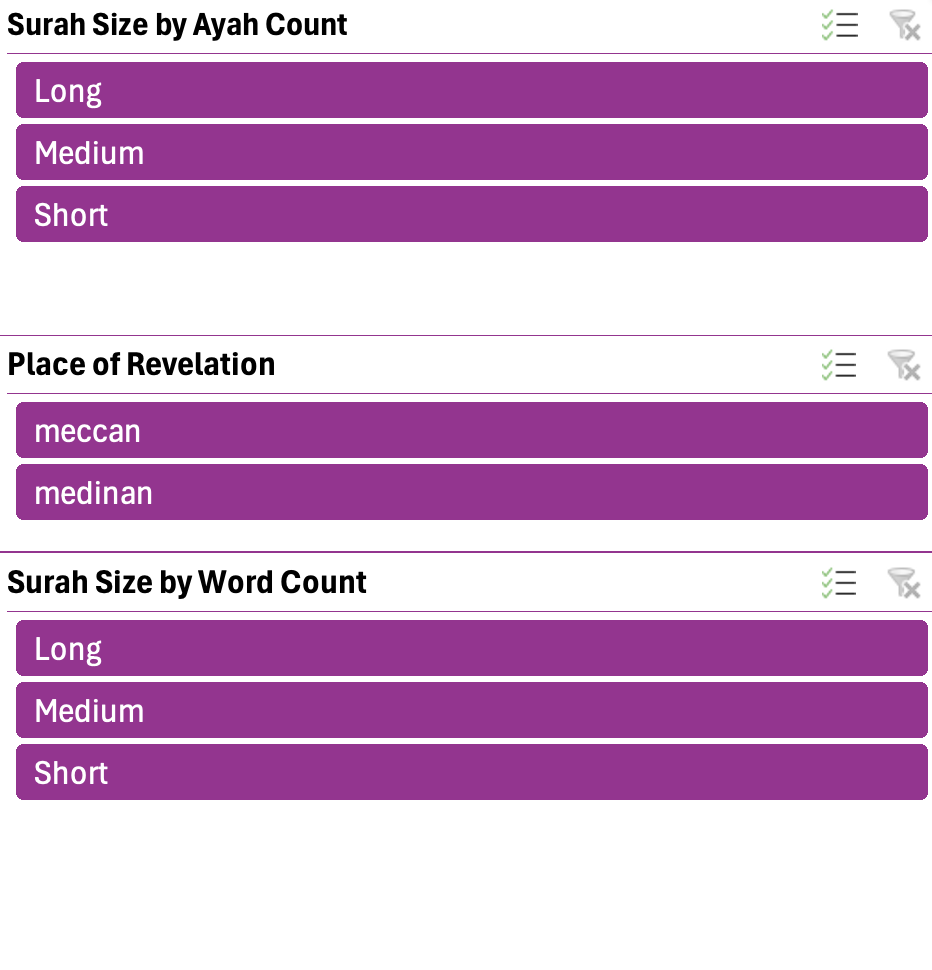 Surah Size by Ayah Count
Long
Medium
Short
Place of Revelation
meccan
medinan
Surah Size by Word Count
Long
Medium
Short